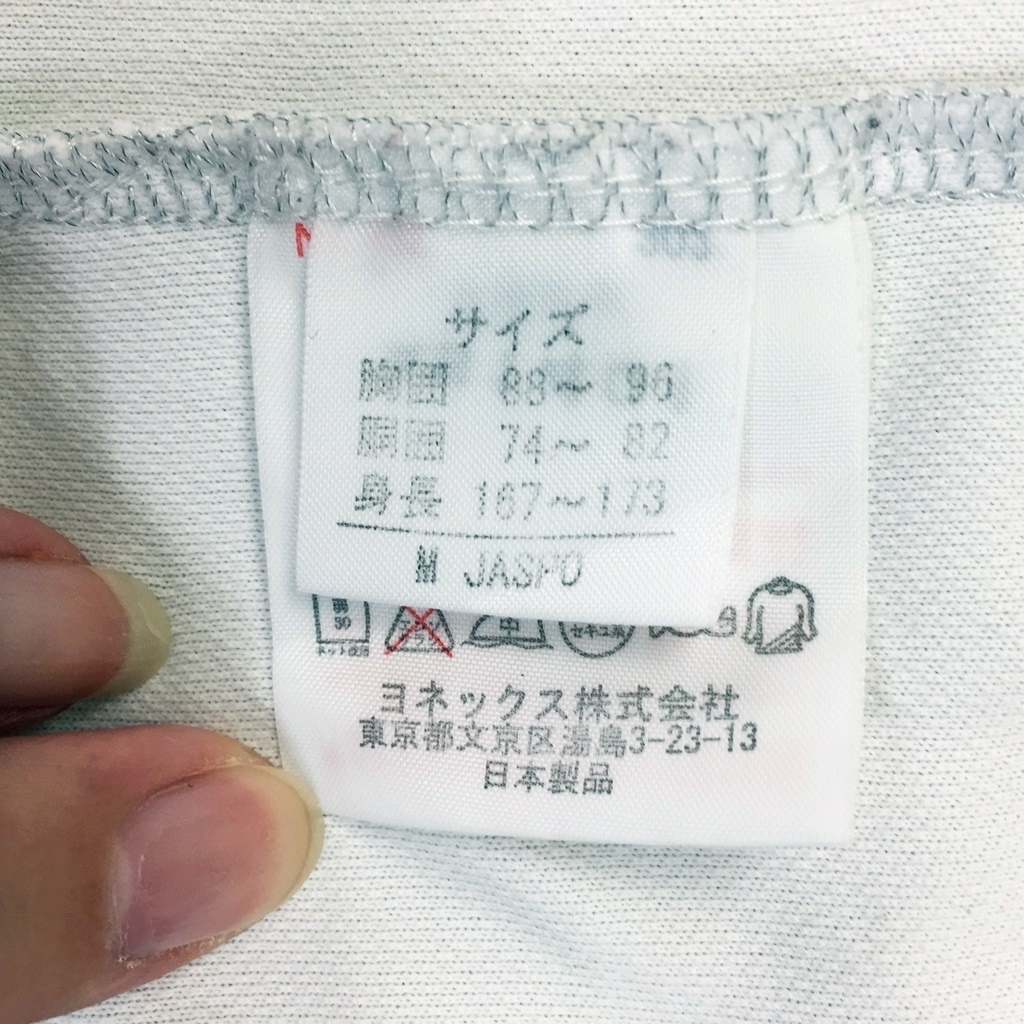 サイズ
胸囲 88〜 96
胴囲 74〜 82
身長 167〜173
M JASPO
中
ヨネックス株式会社
東京都文京区湯島3-23-13
日本製品